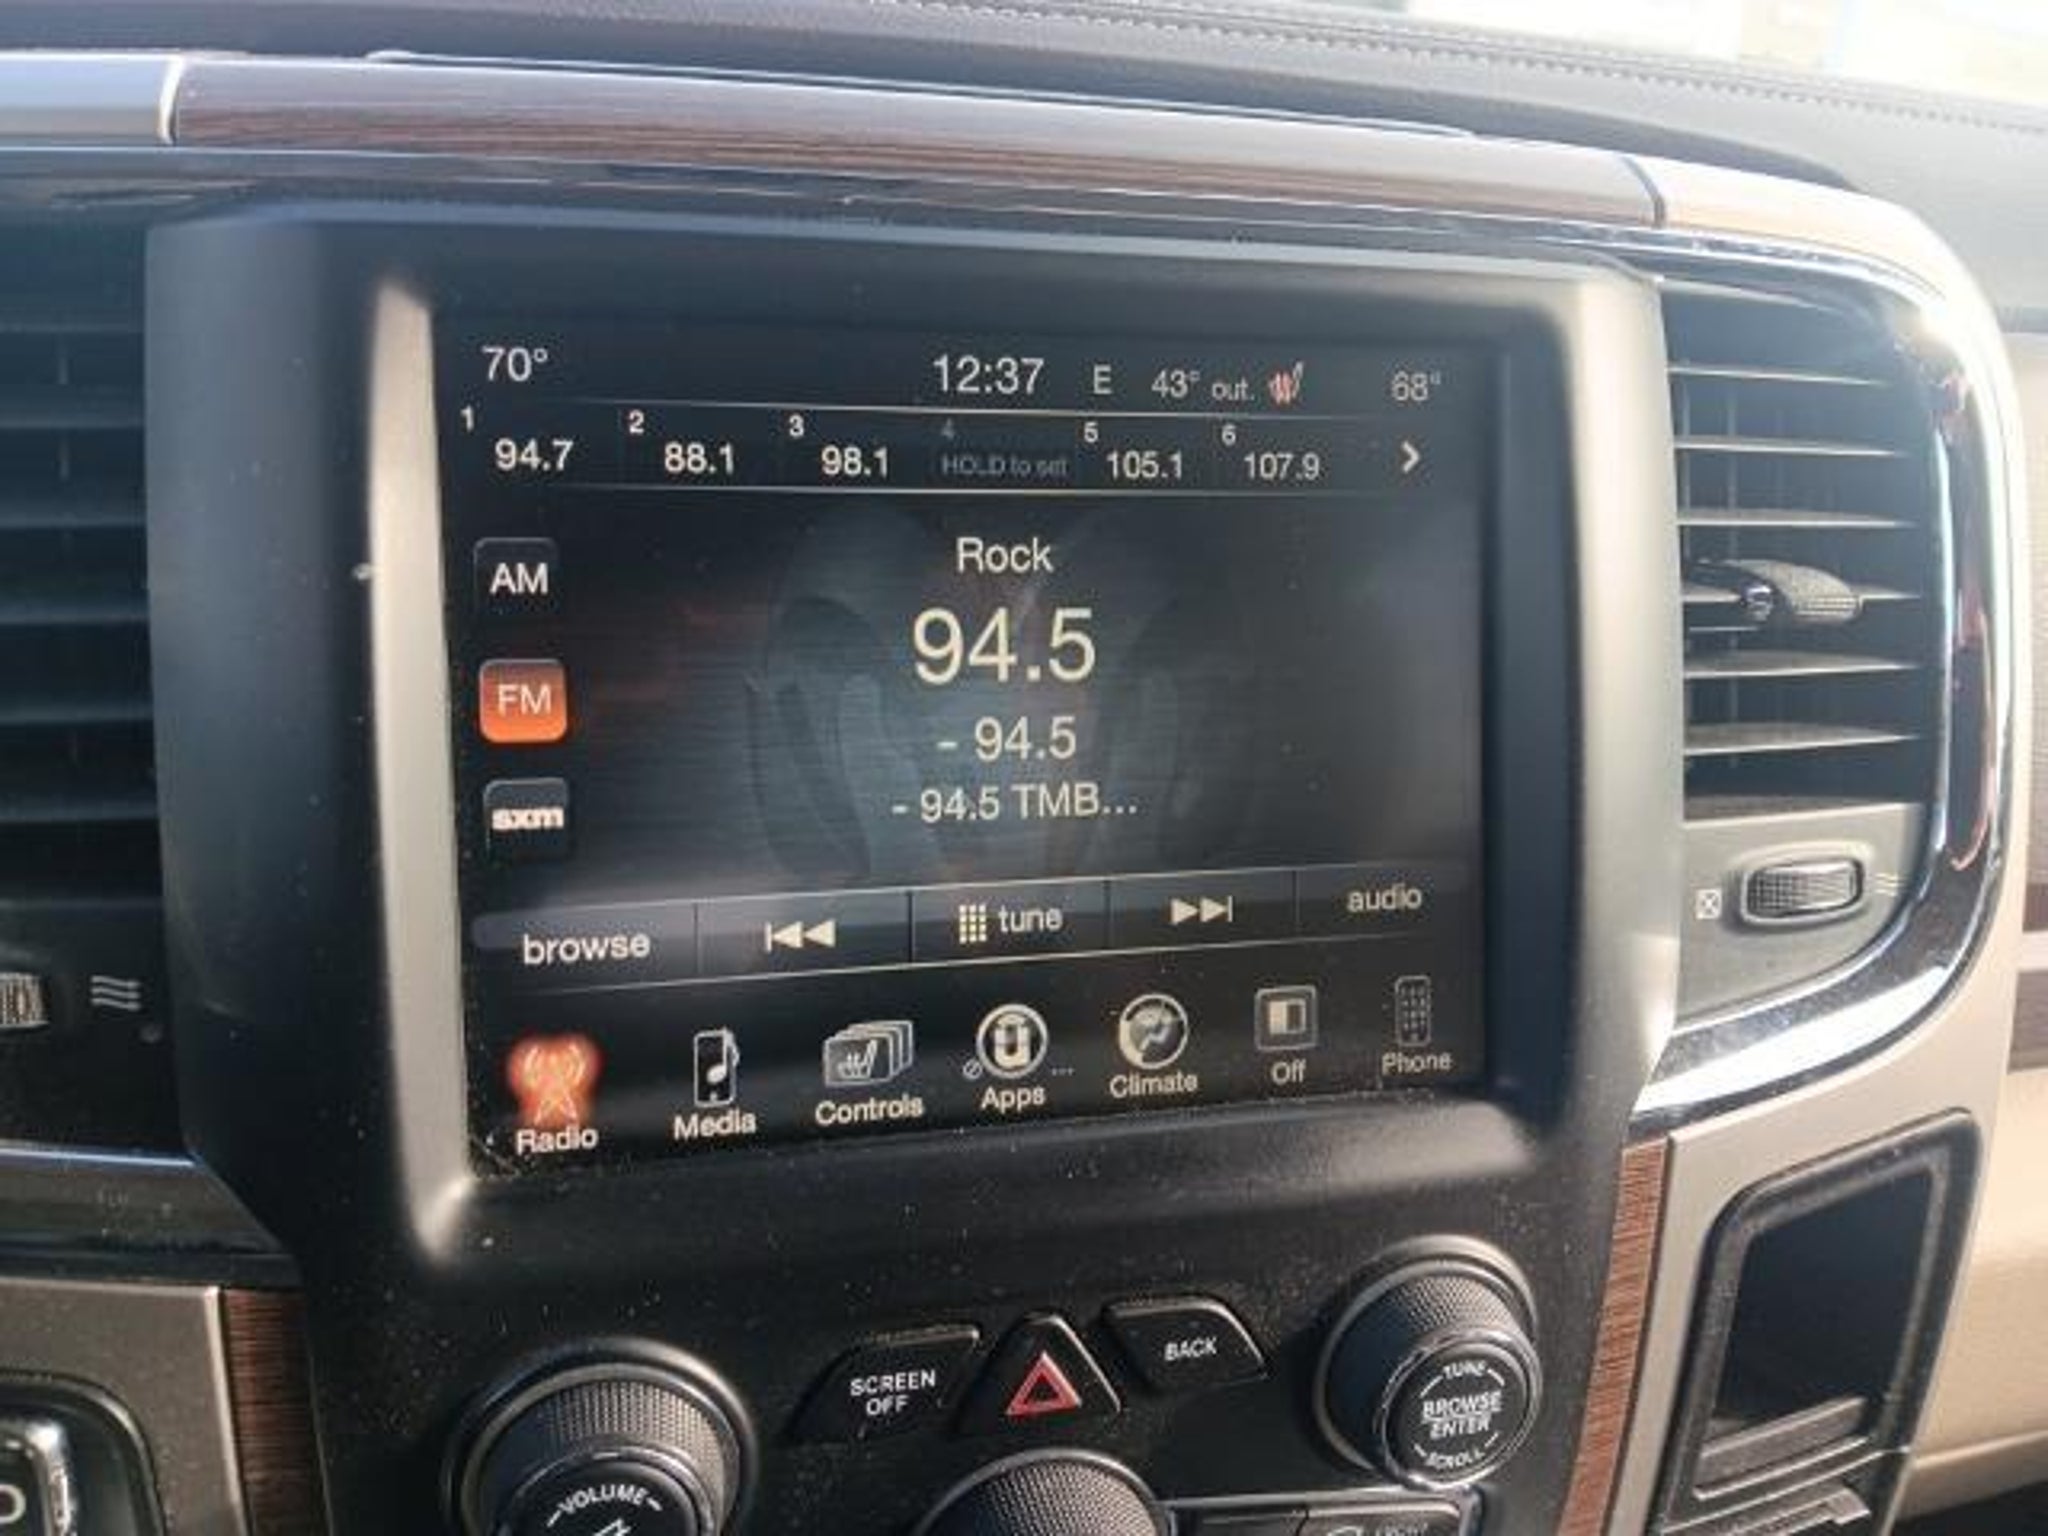 70° 12:37 E 43° out. 68°
1 94.7 2 88.1 3 98.1 4 HOLD to set 5 105.1 6 107.9
Rock
AM
94.5
FM
- 94.5
- 94.5 TMB...
sxm
browse tune audio
Radio Media Controls Apps ... Climate Off Phone
SCREEN
OFF
BACK
TUNE
BROWSE
ENTER
SCROLL
VOLUME